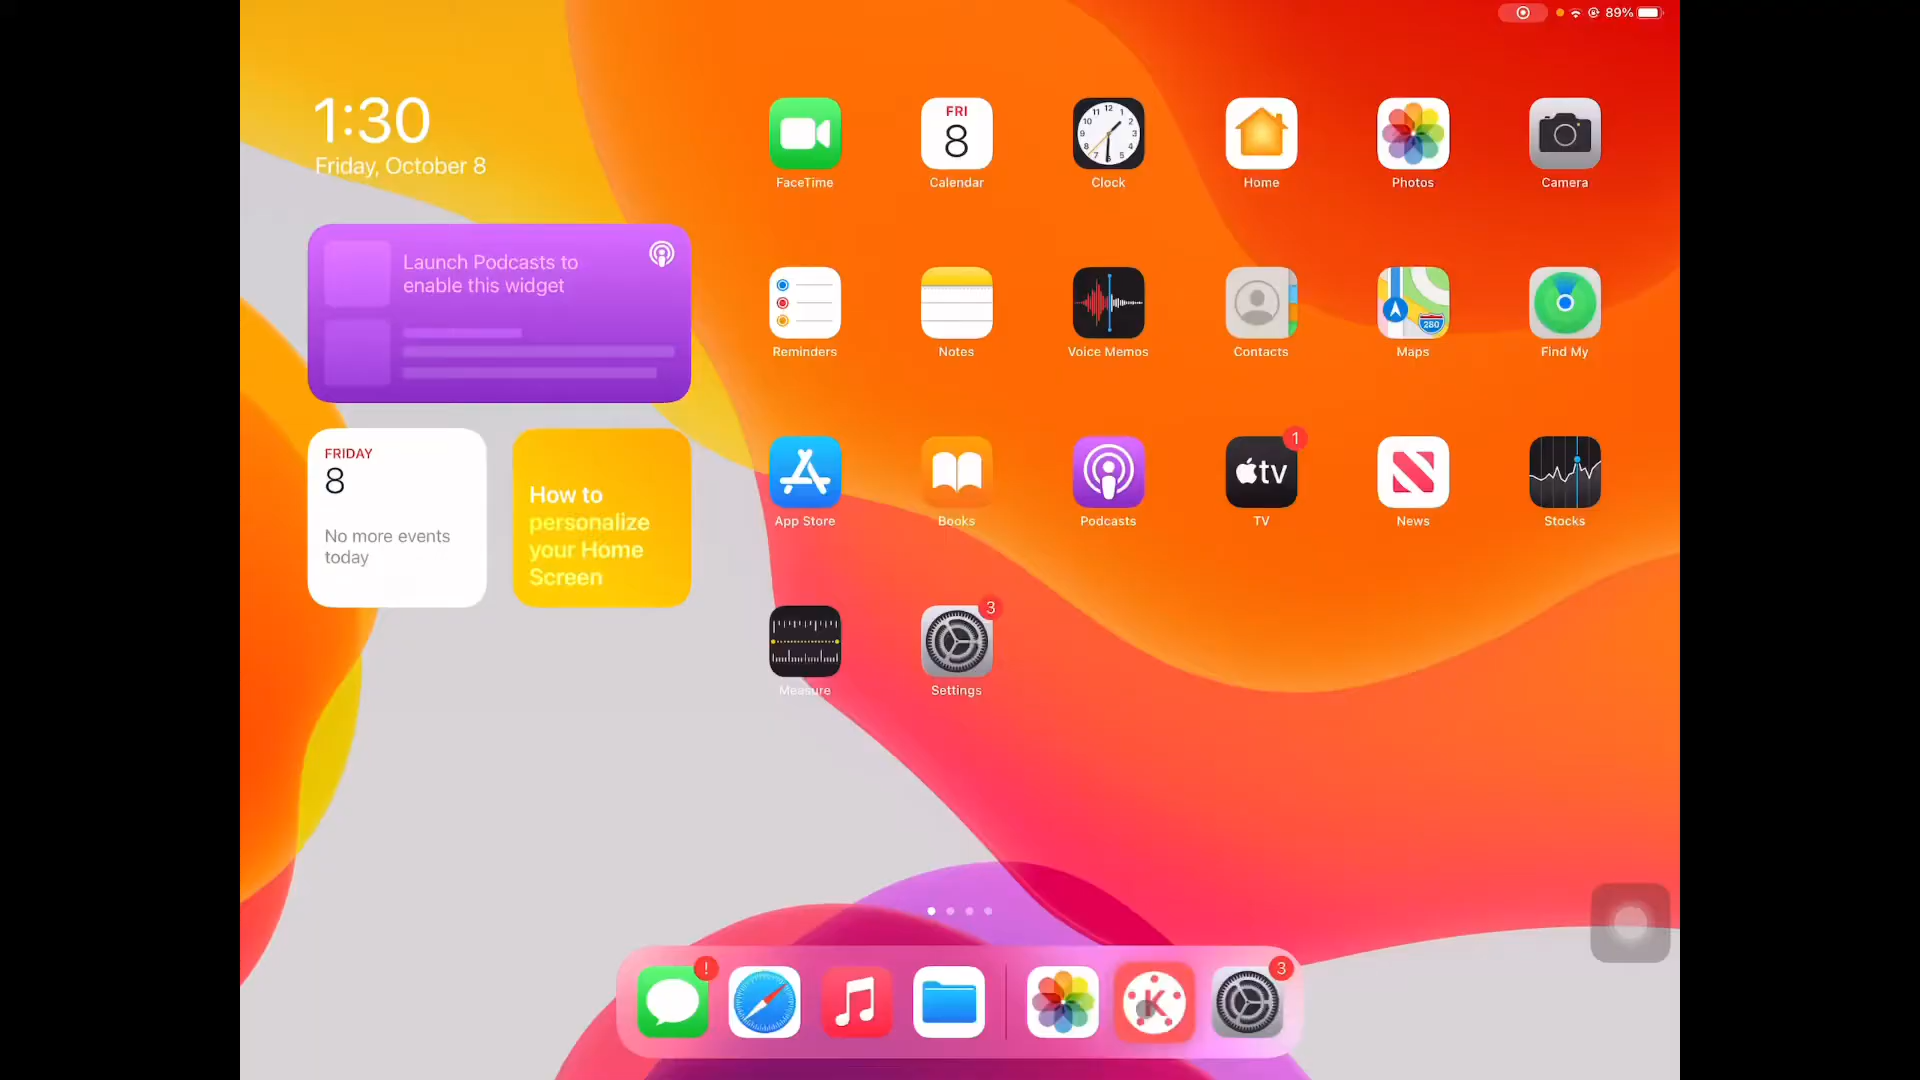 89%
1:30
Friday, October 8
Launch Podcasts to
enable this widget
FRIDAY
8
No more events
today
How to
personalize
your Home
Screen
FRI
8
FaceTime
Calendar
Clock
Home
Photos
Camera
280
Reminders
Notes
Voice Memos
Contacts
Maps
Find My
1
tv
App Store
Books
Podcasts
TV
News
Stocks
3
Measure
Settings
!
K
3